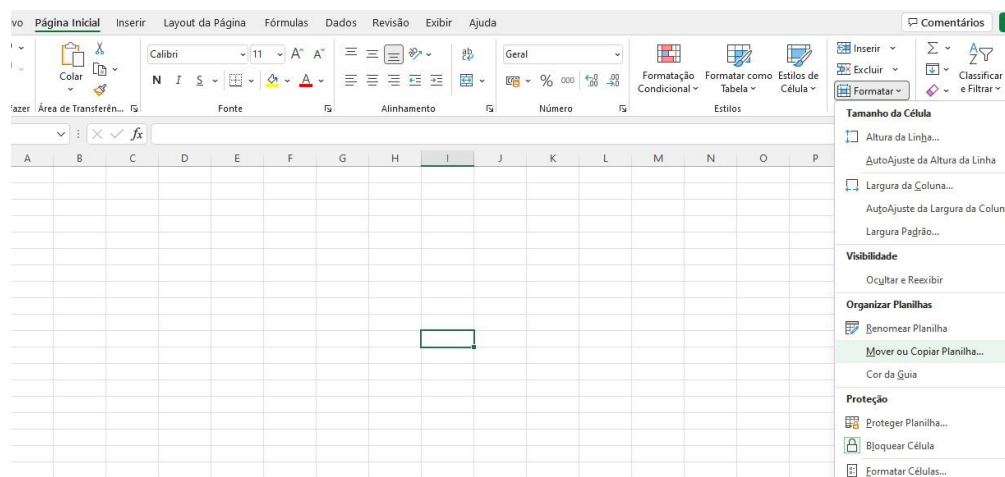 vo Página Inicial Inserir Layout da Página Fórmulas Dados Revisão Exibir Ajuda Comentários
Colar
fazer Área de Transferên...
Calibri 11 A^ A˅
N I S A
Fonte
ab
Alinhamento
Geral
% 000
Número
Formatação Condicional
Formatar como Tabela
Estilos de Célula
Estilos
Inserir
Excluir
Formatar
Σ
Classificar e Filtrar
fx
A B C D E F G H I J K L M N O P
Tamanho da Célula
Altura da Linha...
AutoAjuste da Altura da Linha
Largura da Coluna...
AutoAjuste da Largura da Colun
Largura Padrão...
Visibilidade
Ocultar e Reexibir
Organizar Planilhas
Renomear Planilha
Mover ou Copiar Planilha...
Cor da Guia
Proteção
Proteger Planilha...
Bloquear Célula
Formatar Células...